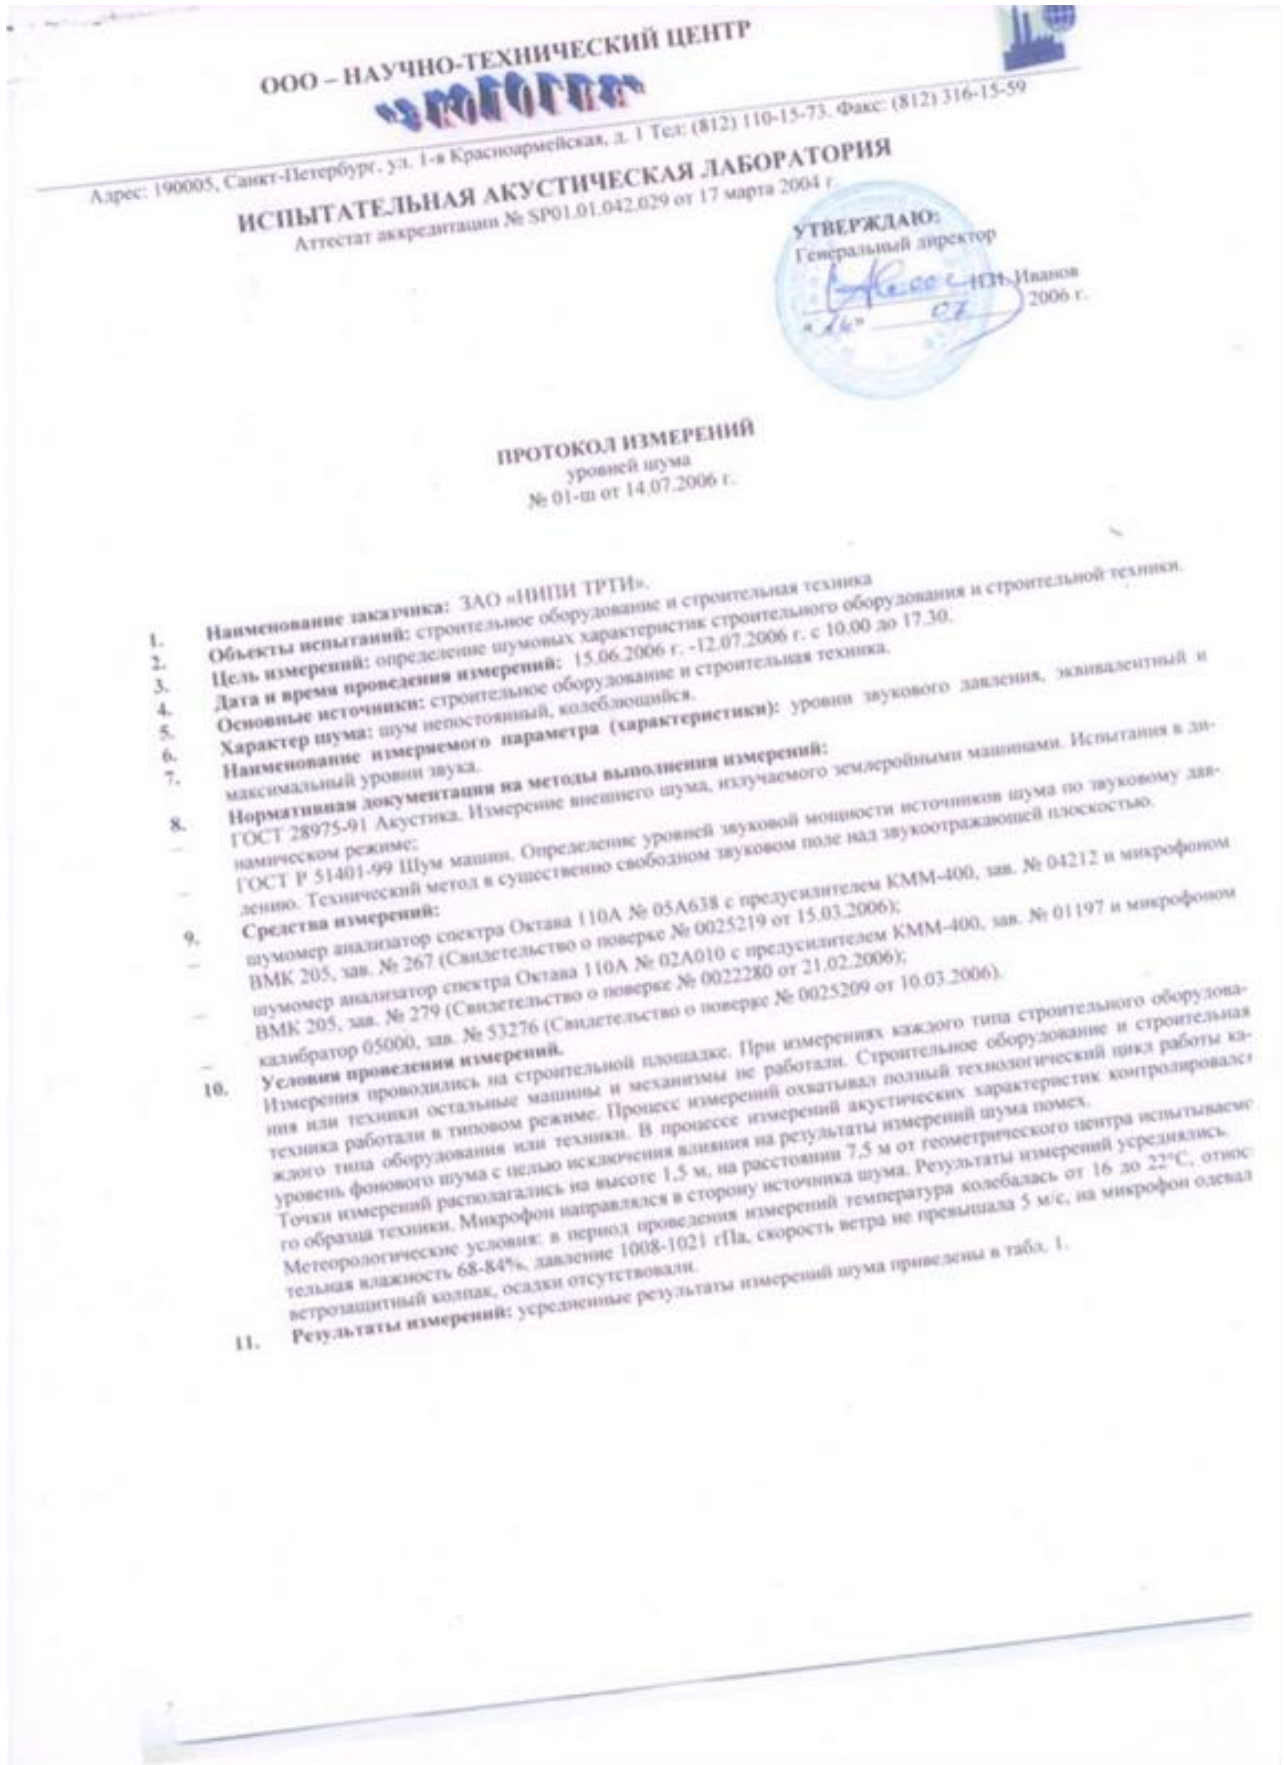 ООО – НАУЧНО-ТЕХНИЧЕСКИЙ ЦЕНТР
Адрес: 190005, Санкт-Петербург, ул. 1-я Красноармейская, д. 1 Тел: (812) 110-15-73. Факс: (812) 316-15-59
ИСПЫТАТЕЛЬНАЯ АКУСТИЧЕСКАЯ ЛАБОРАТОРИЯ
Аттестат аккредитации № SP01.01.042.029 от 17 марта 2004 г.
УТВЕРЖДАЮ:
Генеральный директор
Н.И. Иванов
07 2006 г.
ПРОТОКОЛ ИЗМЕРЕНИЙ
уровней шума
№ 01-ш от 14.07.2006 г.
1. Наименование заказчика: ЗАО «НИПИ ТРТИ».
2. Объекты испытаний: строительное оборудование и строительная техника
3. Цель измерений: определение шумовых характеристик строительного оборудования и строительной техники.
4. Дата и время проведения измерений: 15.06.2006 г. -12.07.2006 г. с 10.00 до 17.30.
5. Основные источники: строительное оборудование и строительная техника.
6. Характер шума: шум непостоянный, колеблющийся.
7. Наименование измеряемого параметра (характеристики): уровни звукового давления, эквивалентный и
максимальный уровни звука.
8. Нормативная документация на методы выполнения измерений:
– ГОСТ 28975-91 Акустика. Измерение внешнего шума, излучаемого землеройными машинами. Испытания в ди-
намическом режиме;
– ГОСТ Р 51401-99 Шум машин. Определение уровней звуковой мощности источников шума по звуковому дав-
лению. Технический метод в существенно свободном звуковом поле над звукоотражающей плоскостью.
9. Средства измерений:
– шумомер анализатор спектра Октава 110А № 05А638 с предусилителем КММ-400, зав. № 04212 и микрофоном
ВМК 205, зав. № 267 (Свидетельство о поверке № 0025219 от 15.03.2006);
– шумомер анализатор спектра Октава 110А № 02А010 с предусилителем КММ-400, зав. № 01197 и микрофоном
ВМК 205, зав. № 279 (Свидетельство о поверке № 0022280 от 21.02.2006);
– калибратор 05000, зав. № 53276 (Свидетельство о поверке № 0025209 от 10.03.2006).
10. Условия проведения измерений.
Измерения проводились на строительной площадке. При измерениях каждого типа строительного оборудова-
ния или техники остальные машины и механизмы не работали. Строительное оборудование и строительная
техника работали в типовом режиме. Процесс измерений охватывал полный технологический цикл работы ка-
ждого типа оборудования или техники. В процессе измерений акустических характеристик контролировалс
уровень фонового шума с целью исключения влияния на результаты измерений шума помех.
Точки измерений располагались на высоте 1,5 м, на расстоянии 7,5 м от геометрического центра испытываемо
го образца техники. Микрофон направлялся в сторону источника шума. Результаты измерений усреднялись.
Метеорологические условия: в период проведения измерений температура колебалась от 16 до 22°С, относ
тельная влажность 68-84%, давление 1008-1021 гПа, скорость ветра не превышала 5 м/с, на микрофон одевал
ветрозащитный колпак, осадки отсутствовали.
11. Результаты измерений: усредненные результаты измерений шума приведены в табл. 1.